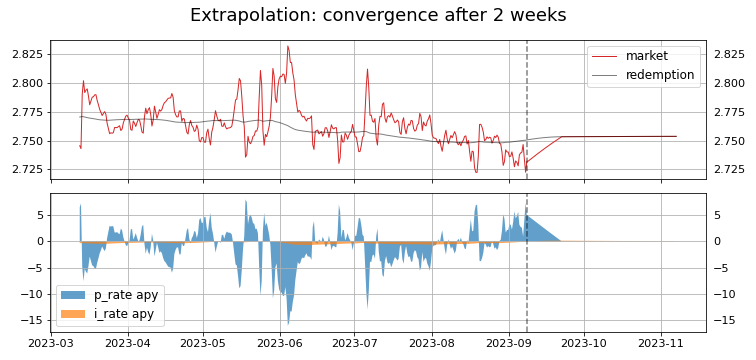 Extrapolation: convergence after 2 weeks
2.825 2.825
market
redemption
2.800 2.800
2.775 2.775
2.750 2.750
2.725 2.725
5 5
0 0
−5 −5
−10 −10
−15 −15
p_rate apy
i_rate apy
2023-03 2023-04 2023-05 2023-06 2023-07 2023-08 2023-09 2023-10 2023-11